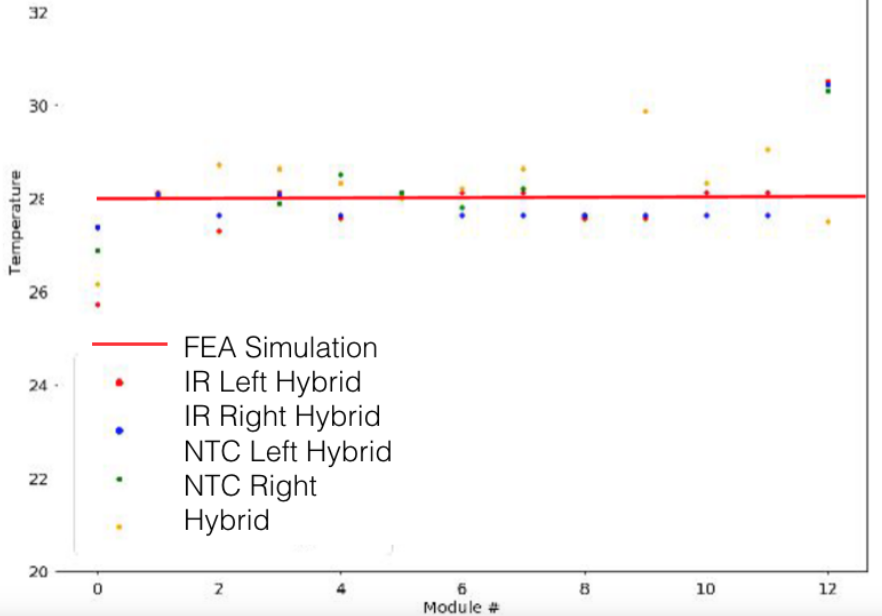 32
30
28
26
24
22
20
Temperature
FEA Simulation
IR Left Hybrid
IR Right Hybrid
NTC Left Hybrid
NTC Right
Hybrid
0 2 4 6 8 10 12
Module #